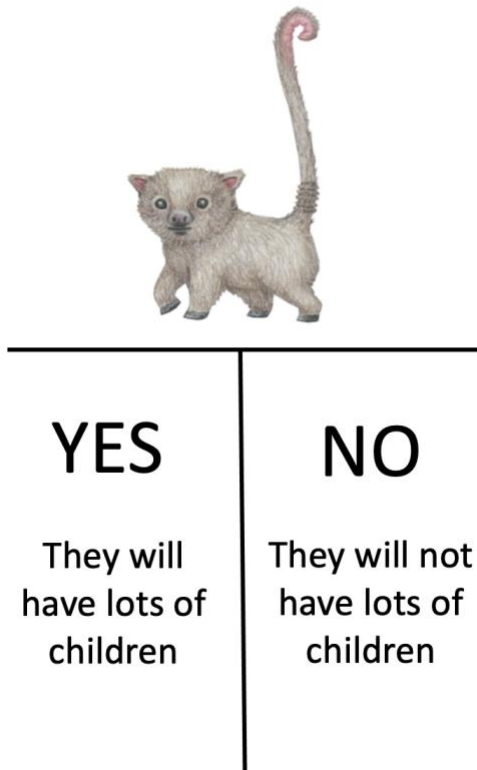 YES
NO
They will
have lots of
children
They will not
have lots of
children